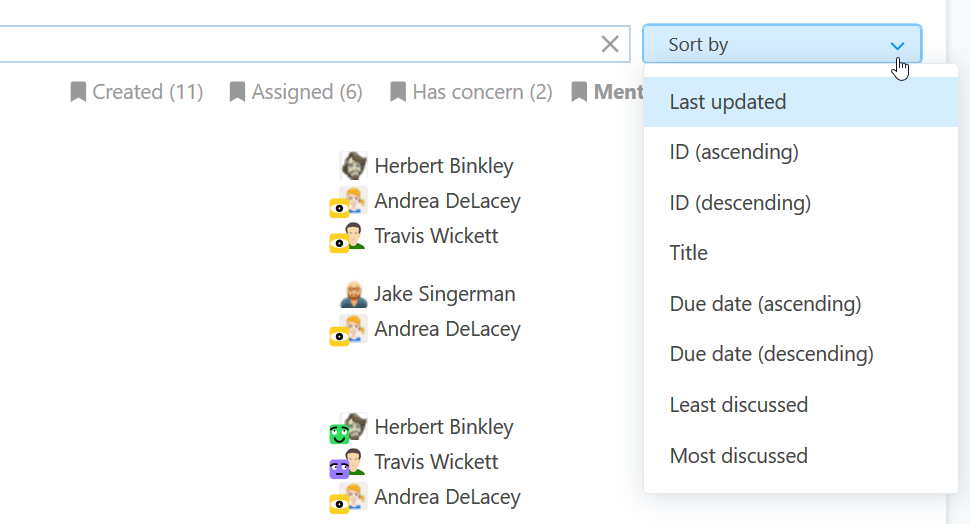 Sort by
Created (11) Assigned (6) Has concern (2) Ment
Last updated
ID (ascending)
ID (descending)
Title
Due date (ascending)
Due date (descending)
Least discussed
Most discussed
Herbert Binkley
Andrea DeLacey
Travis Wickett
Jake Singerman
Andrea DeLacey
Herbert Binkley
Travis Wickett
Andrea DeLacey